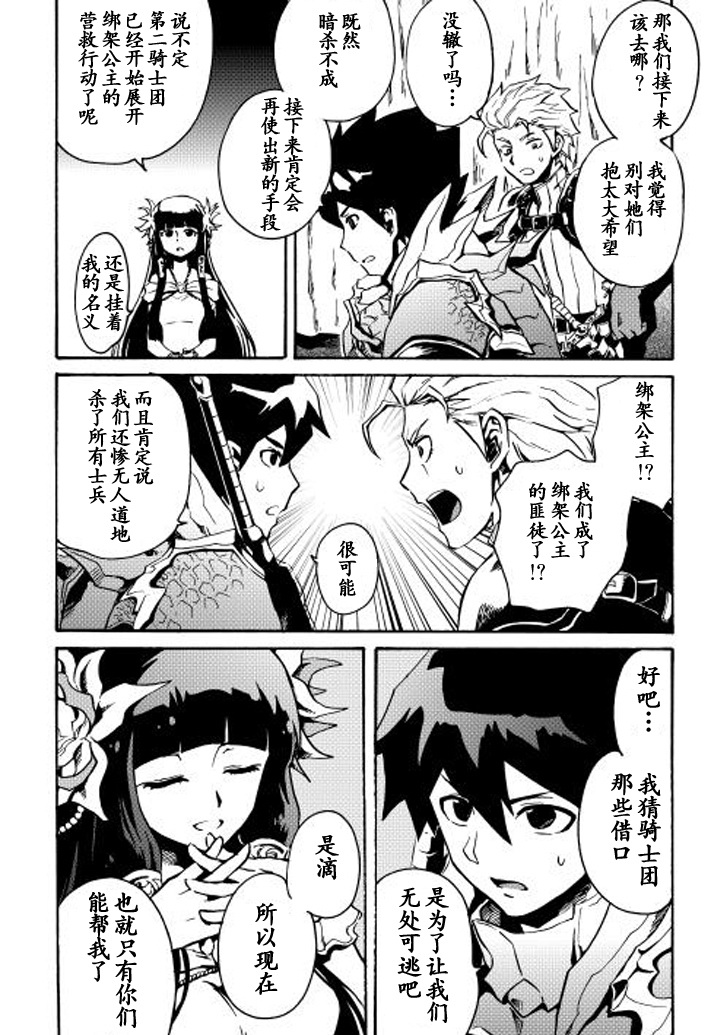 那我们接下来
该去哪？
我觉得
别对她们
抱太大希望
没辙了吗…
既然
暗杀不成
接下来肯定会
再使出新的手段
说不定
第二骑士团
已经开始展开
绑架公主的
营救行动了呢
还是挂着
我的名义
绑架公主!?
我们成了
绑架公主
的匪徒了!?
很可能
而且肯定说
我们还惨无人道地
杀了所有士兵
好吧…
我猜骑士团
那些借口
是为了让我们
无处可逃吧
是滴
所以现在
也就只有你们
能帮我了